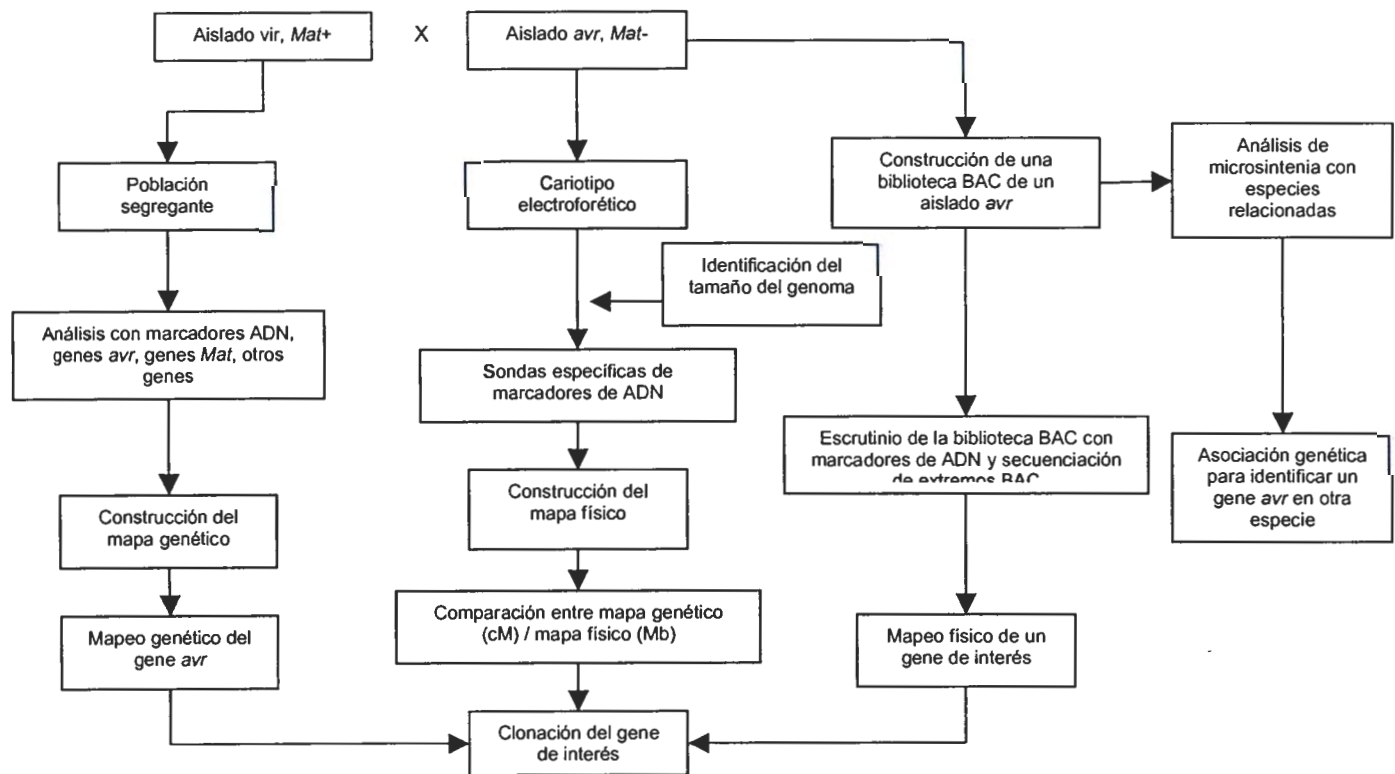 Aislado vir, Mat+
X
Aislado avr, Mat-
Población
segregante
Cariotipo
electroforético
Construcción de una
biblioteca BAC de un
aislado avr
Análisis de
microsintenia con
especies
relacionadas
Identificación del
tamaño del genoma
Análisis con marcadores ADN,
genes avr, genes Mat, otros
genes
Sondas específicas de
marcadores de ADN
Escrutinio de la biblioteca BAC con
marcadores de ADN y secuenciación
de extremos BAC
Asociación genética
para identificar un
gene avr en otra
especie
Construcción del
mapa genético
Construcción del
mapa físico
Comparación entre mapa genético
(cM) / mapa físico (Mb)
Mapeo genético del
gene avr
Mapeo físico de un
gene de interés
Clonación del gene
de interés